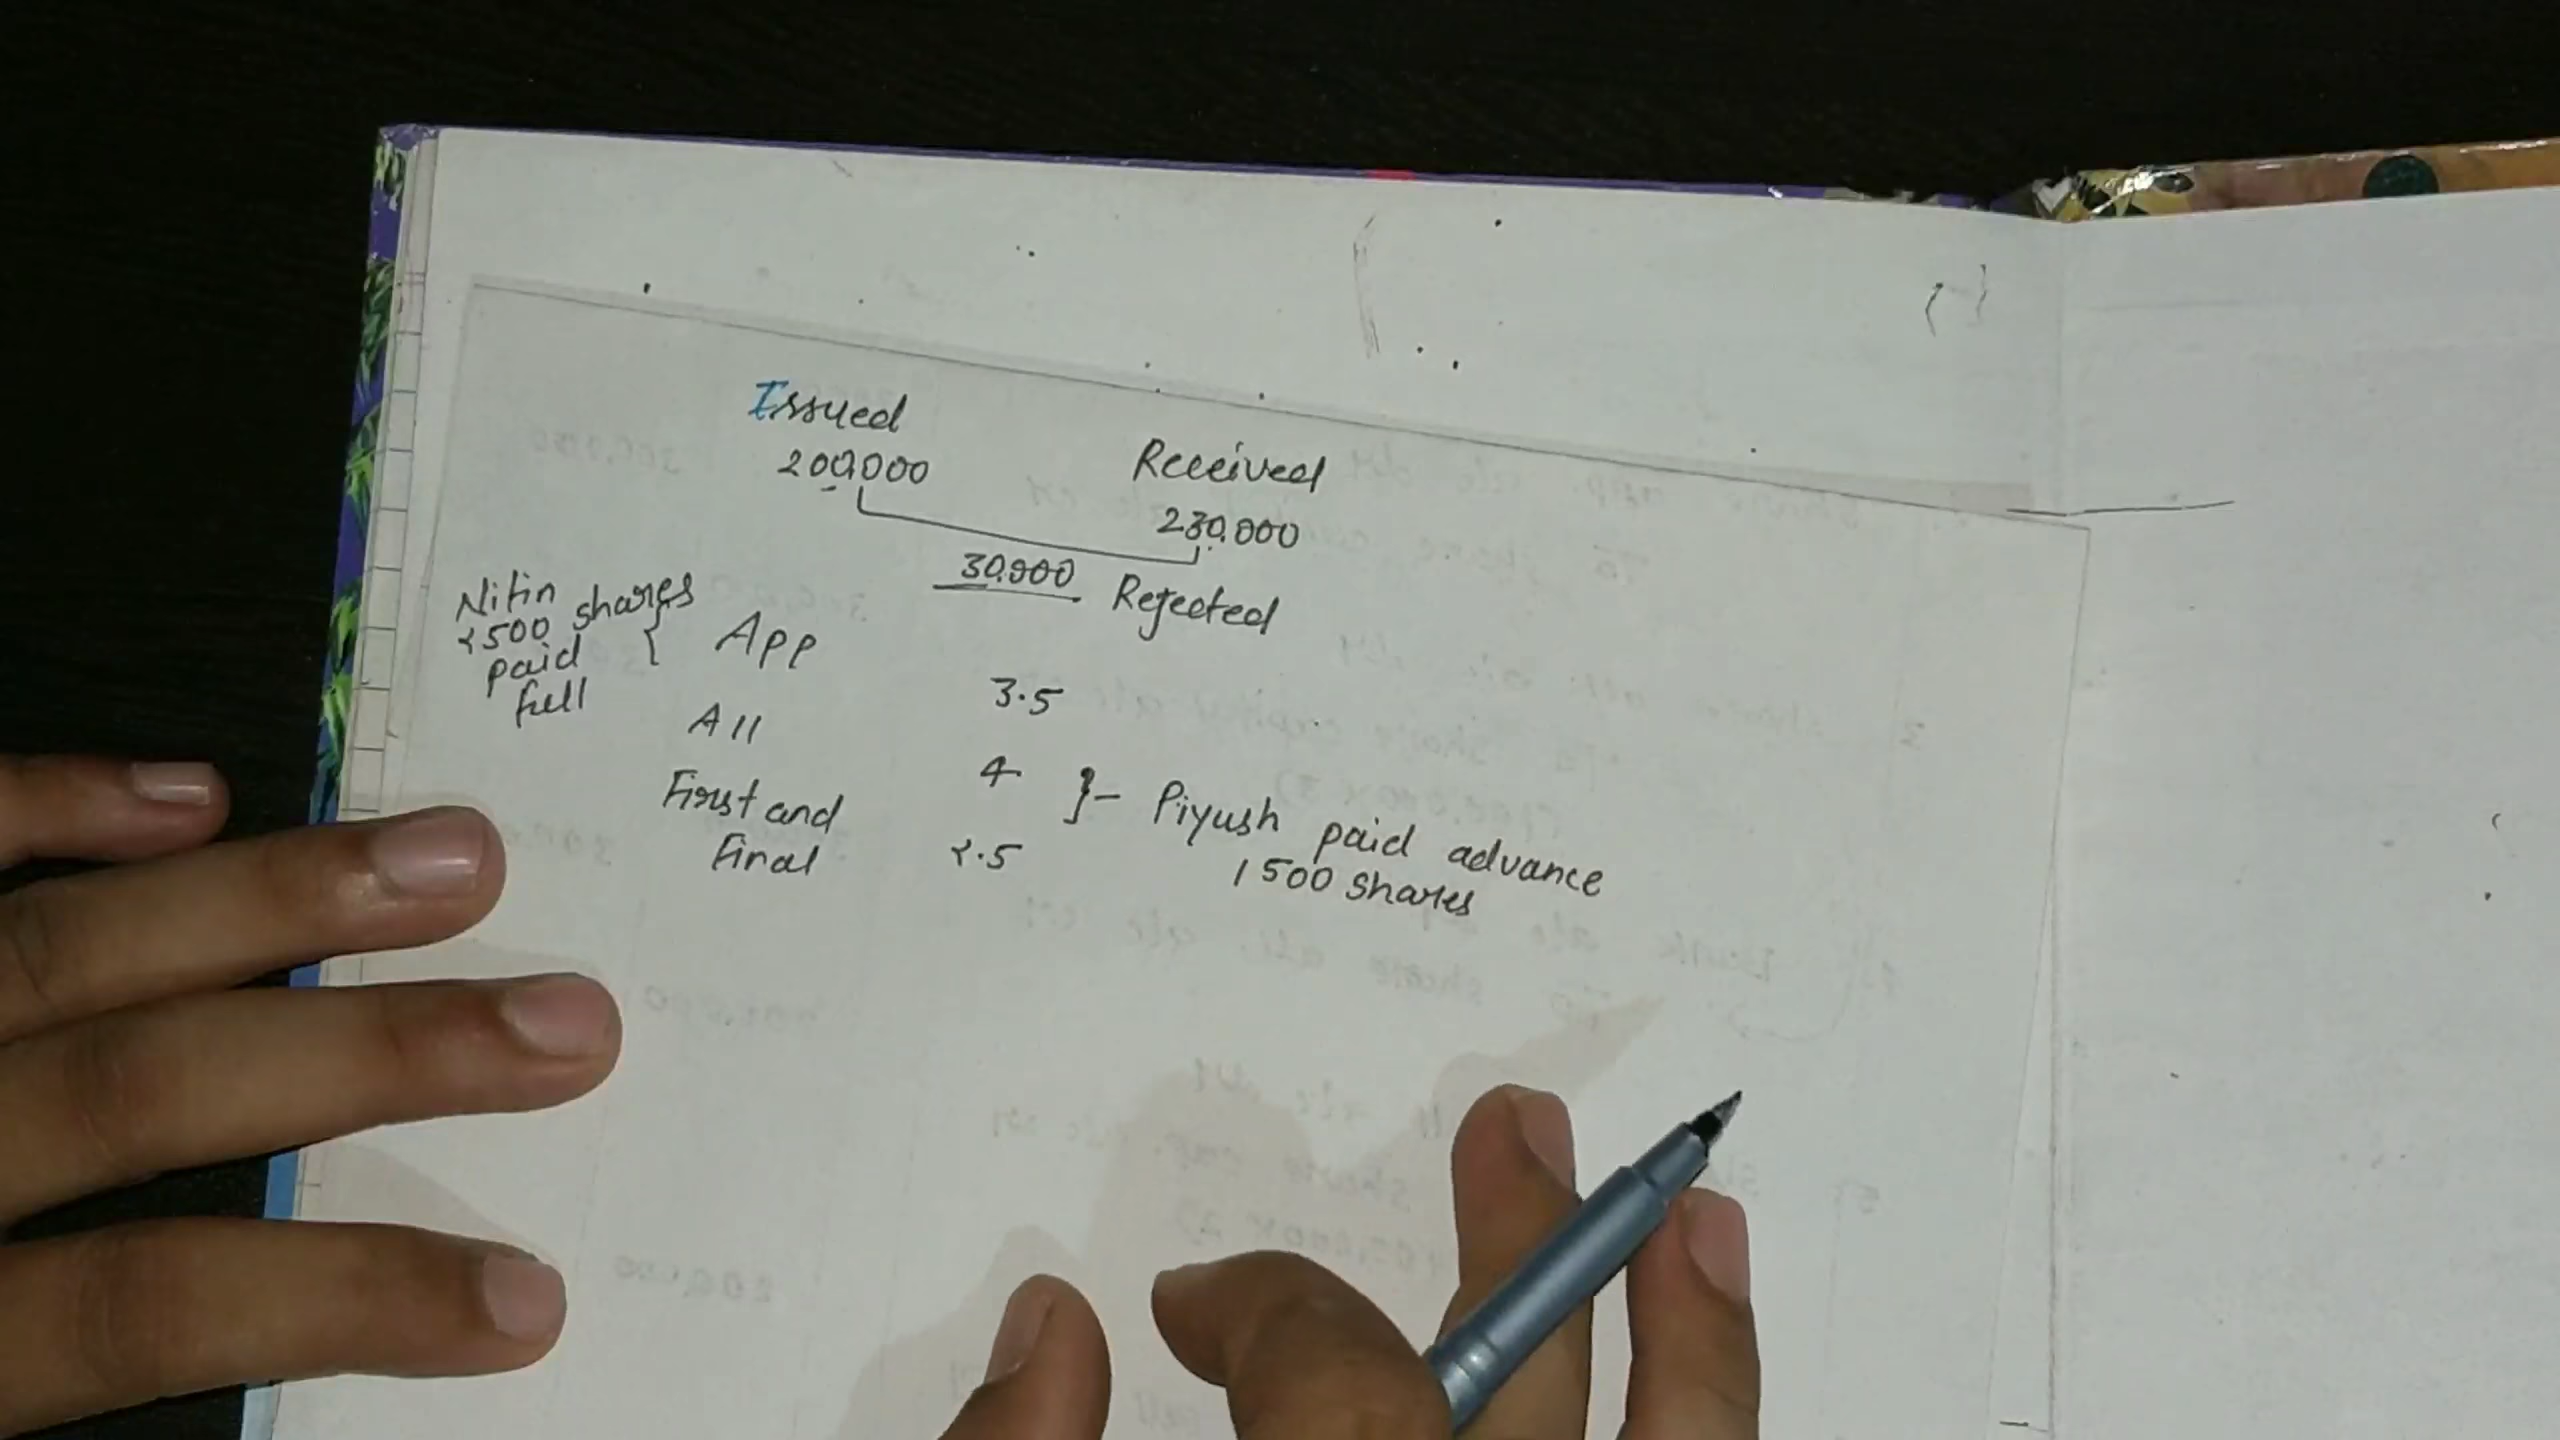 Issued
200,000
Received
230,000
30,000 Rejected
Nitin
2500 shares
paid
full
{ App
3.5
All
4
First and
Final
2.5
}- Piyush paid advance
1500 shares